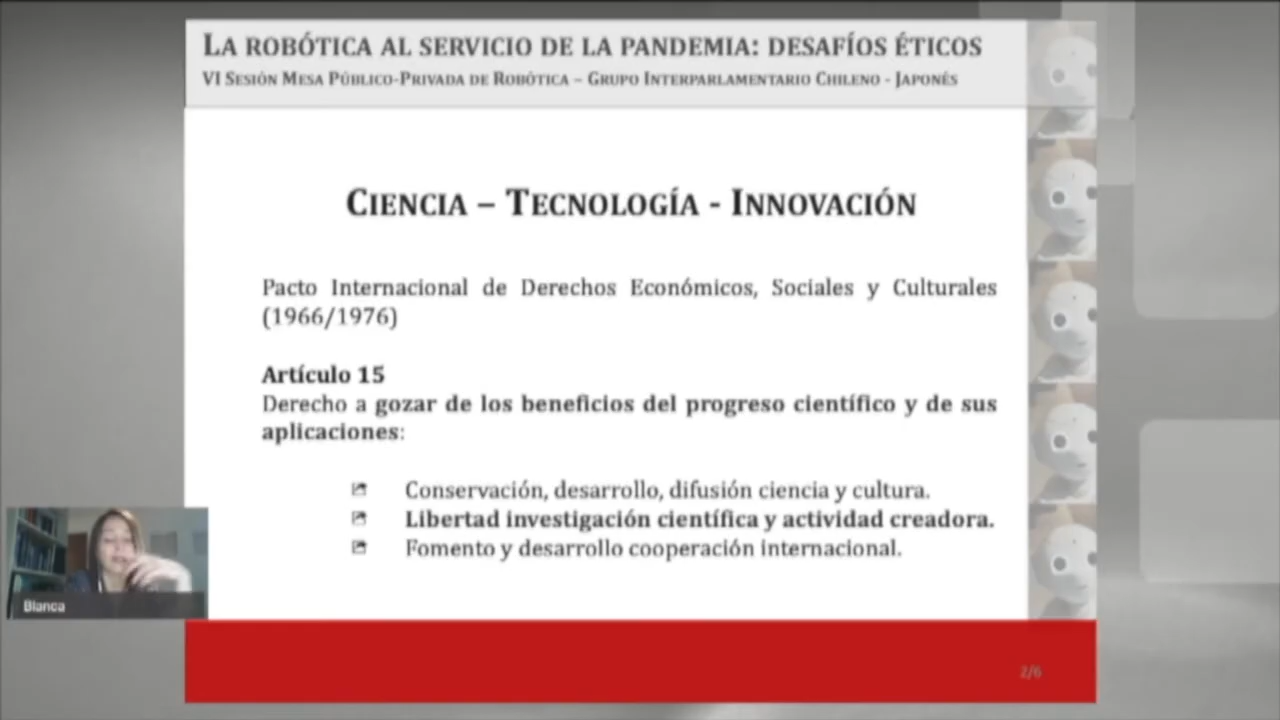 LA ROBÓTICA AL SERVICIO DE LA PANDEMIA: DESAFÍOS ÉTICOS
VI SESIÓN MESA PÚBLICO-PRIVADA DE ROBÓTICA – GRUPO INTERPARLAMENTARIO CHILENO - JAPONÉS
CIENCIA – TECNOLOGÍA - INNOVACIÓN
Pacto Internacional de Derechos Económicos, Sociales y Culturales
(1966/1976)
Artículo 15
Derecho a gozar de los beneficios del progreso científico y de sus
aplicaciones:
Conservación, desarrollo, difusión ciencia y cultura.
Libertad investigación científica y actividad creadora.
Fomento y desarrollo cooperación internacional.
Blanca
2/6